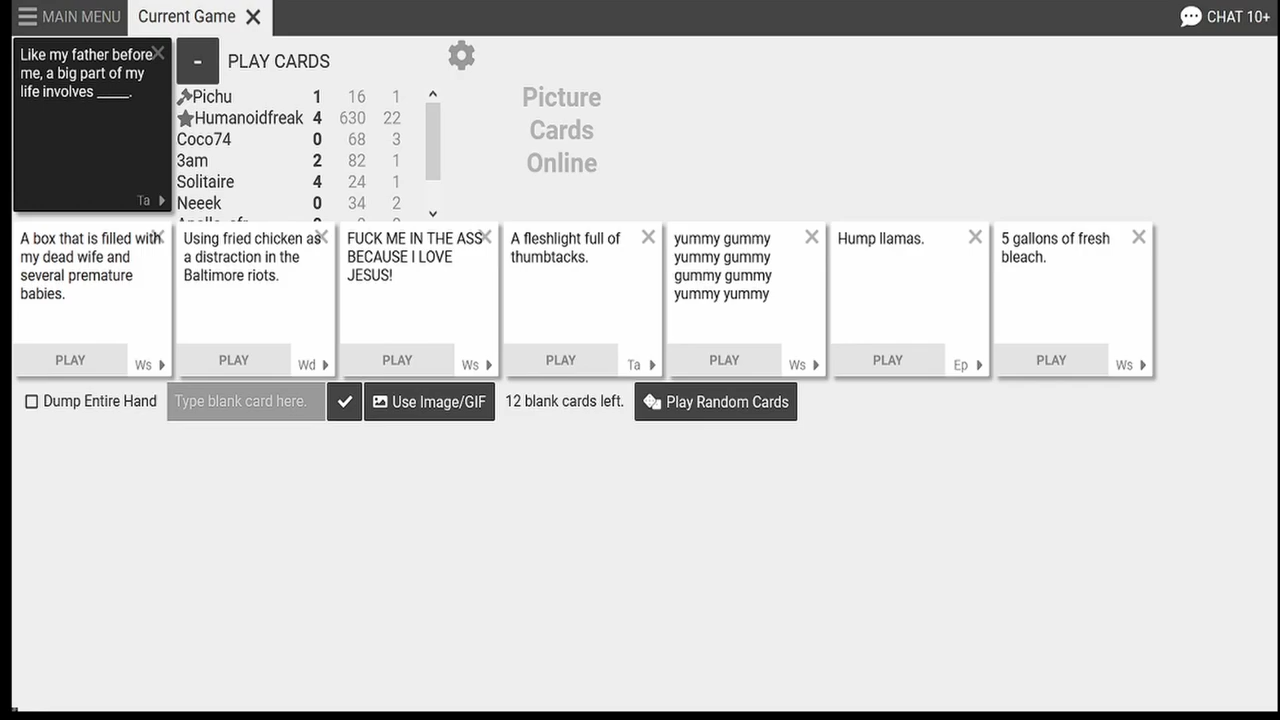 MAIN MENU
Current Game
CHAT 10+
Like my father before
me, a big part of my
life involves _____.
Ta
-
PLAY CARDS
Pichu 1 16 1
Humanoidfreak 4 630 22
Coco74 0 68 3
3am 2 82 1
Solitaire 4 24 1
Neeek 0 34 2
Picture
Cards
Online
A box that is filled with
my dead wife and
several premature
babies.
PLAY
Ws
Using fried chicken as
a distraction in the
Baltimore riots.
PLAY
Wd
FUCK ME IN THE ASS
BECAUSE I LOVE
JESUS!
PLAY
Ws
A fleshlight full of
thumbtacks.
PLAY
Ta
yummy gummy
yummy gummy
gummy gummy
yummy yummy
PLAY
Ws
Hump llamas.
PLAY
Ep
5 gallons of fresh
bleach.
PLAY
Ws
Dump Entire Hand
Type blank card here.
Use Image/GIF
12 blank cards left.
Play Random Cards